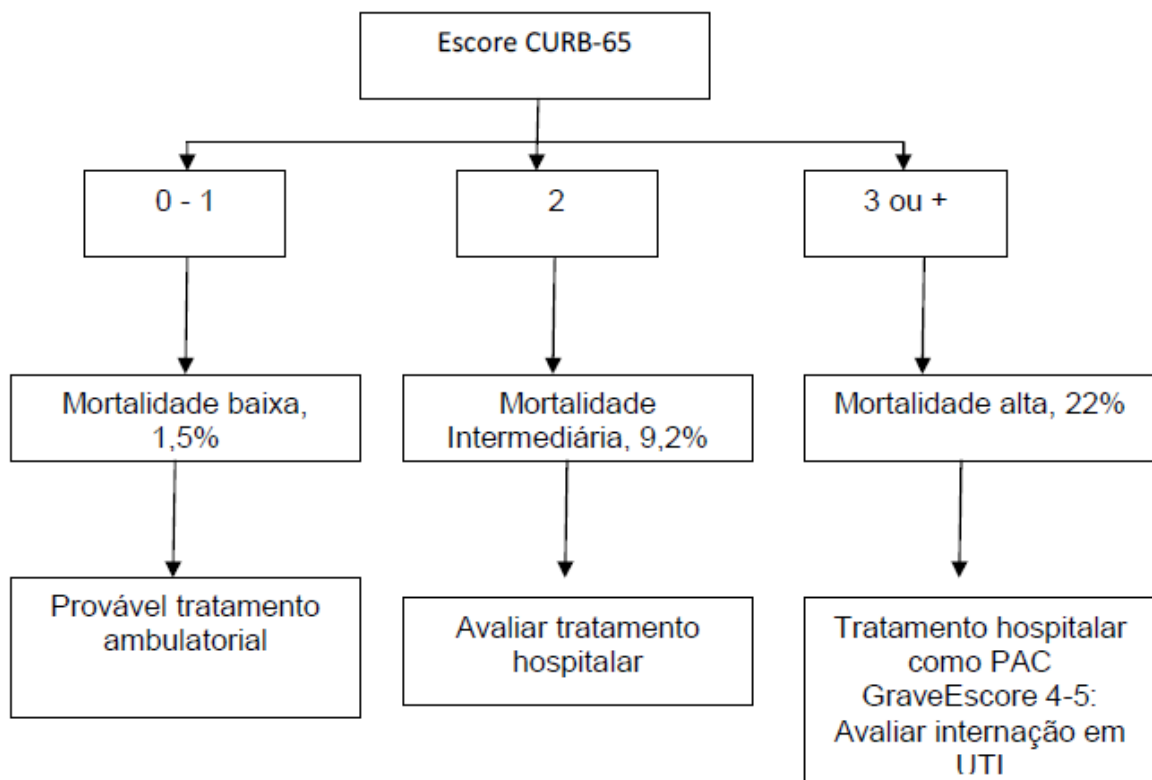 Escore CURB-65
0 - 1
2
3 ou +
Mortalidade baixa,
1,5%
Mortalidade
Intermediária, 9,2%
Mortalidade alta, 22%
Provável tratamento
ambulatorial
Avaliar tratamento
hospitalar
Tratamento hospitalar
como PAC
GraveEscore 4-5:
Avaliar internação em
UTI